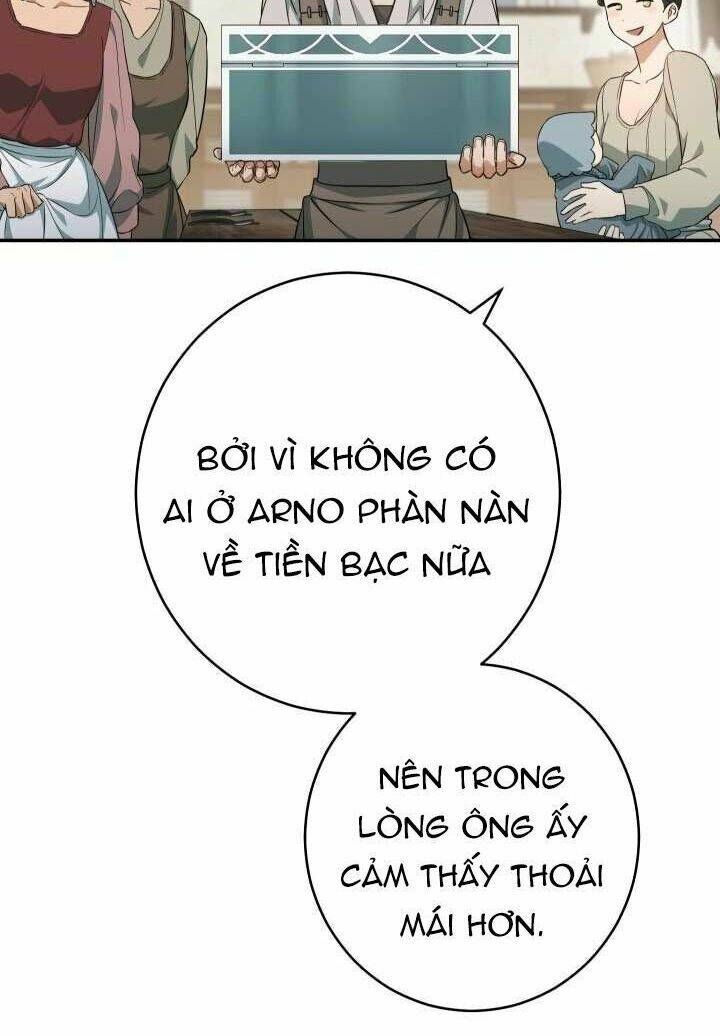 BỞI VÌ KHÔNG CÓ
AI Ở ARNO PHÀN NÀN
VỀ TIỀN BẠC NỮA
NÊN TRONG
LÒNG ÔNG ẤY
CẢM THẤY THOẢI
MÁI HƠN.